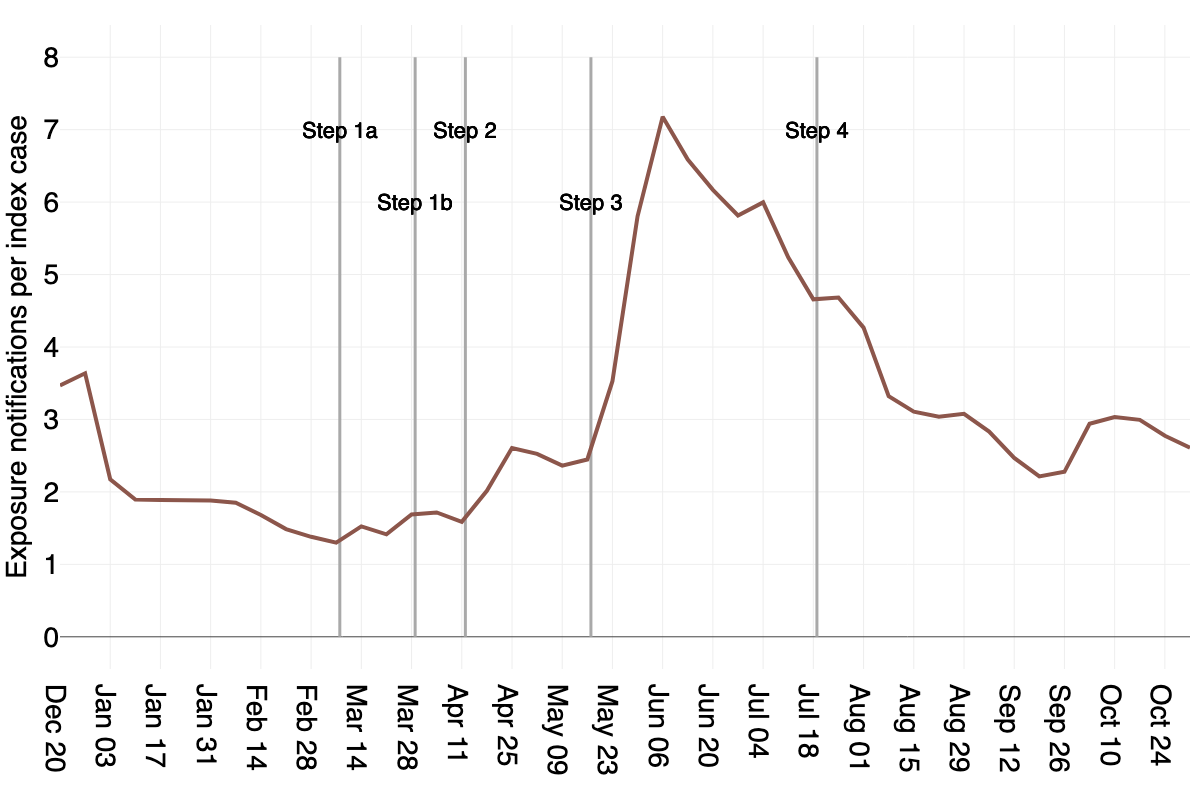 8
7
6
5
4
3
2
1
0
Exposure notifications per index case
Step 1a
Step 2
Step 4
Step 1b
Step 3
Dec 20
Jan 03
Jan 17
Jan 31
Feb 14
Feb 28
Mar 14
Mar 28
Apr 11
Apr 25
May 09
May 23
Jun 06
Jun 20
Jul 04
Jul 18
Aug 01
Aug 15
Aug 29
Sep 12
Sep 26
Oct 10
Oct 24